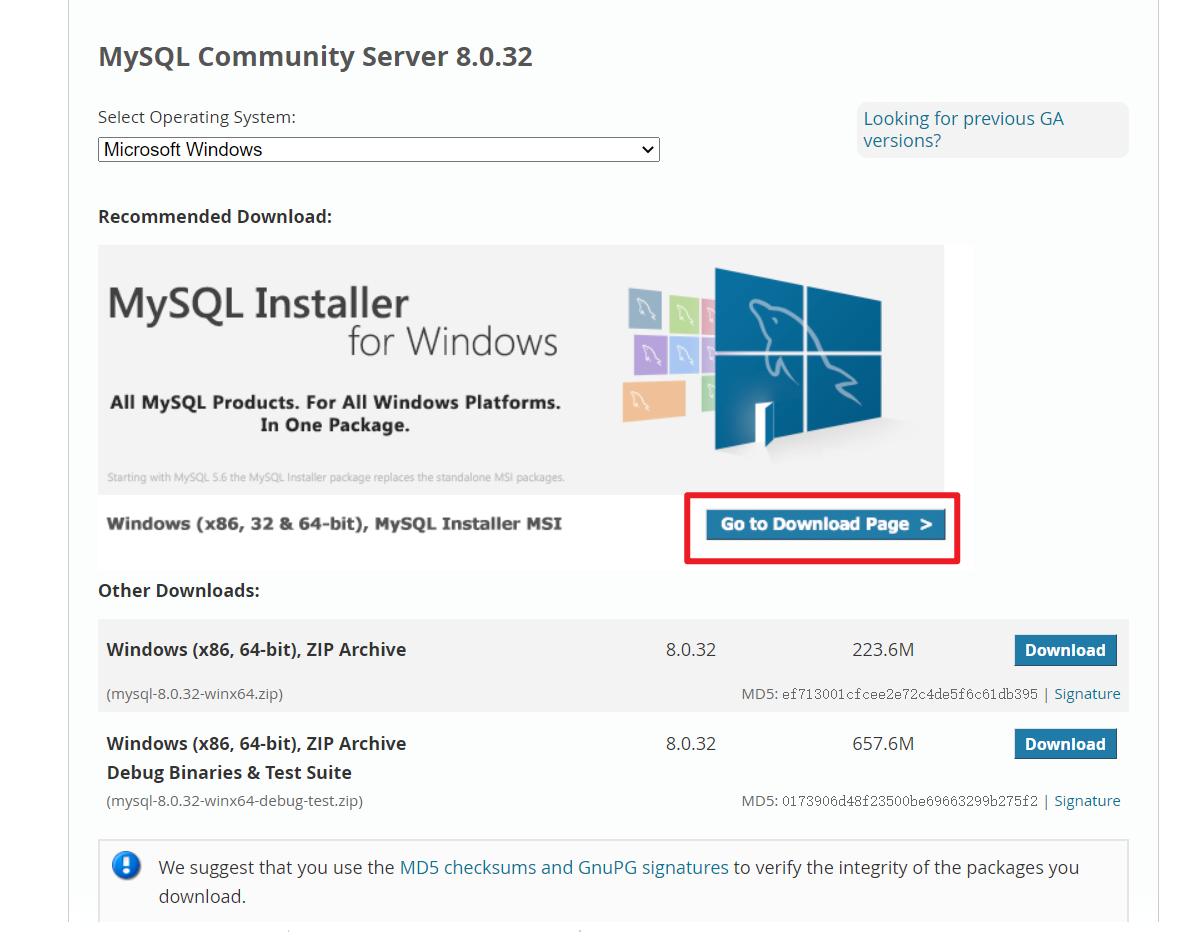 MySQL Community Server 8.0.32
Select Operating System:
Looking for previous GA
versions?
Microsoft Windows
Recommended Download:
MySQL Installer
for Windows
All MySQL Products. For All Windows Platforms.
In One Package.
Starting with MySQL 5.6 the MySQL Installer package replaces the standalone MSI packages.
Windows (x86, 32 & 64-bit), MySQL Installer MSI
Go to Download Page >
Other Downloads:
Windows (x86, 64-bit), ZIP Archive 8.0.32 223.6M Download
(mysql-8.0.32-winx64.zip) MD5: ef713001cfcee2e72c4de5f6c61db395 | Signature
Windows (x86, 64-bit), ZIP Archive 8.0.32 657.6M Download
Debug Binaries & Test Suite
(mysql-8.0.32-winx64-debug-test.zip) MD5: 0173906d48f23500be69663299b275f2 | Signature
We suggest that you use the MD5 checksums and GnuPG signatures to verify the integrity of the packages you
download.